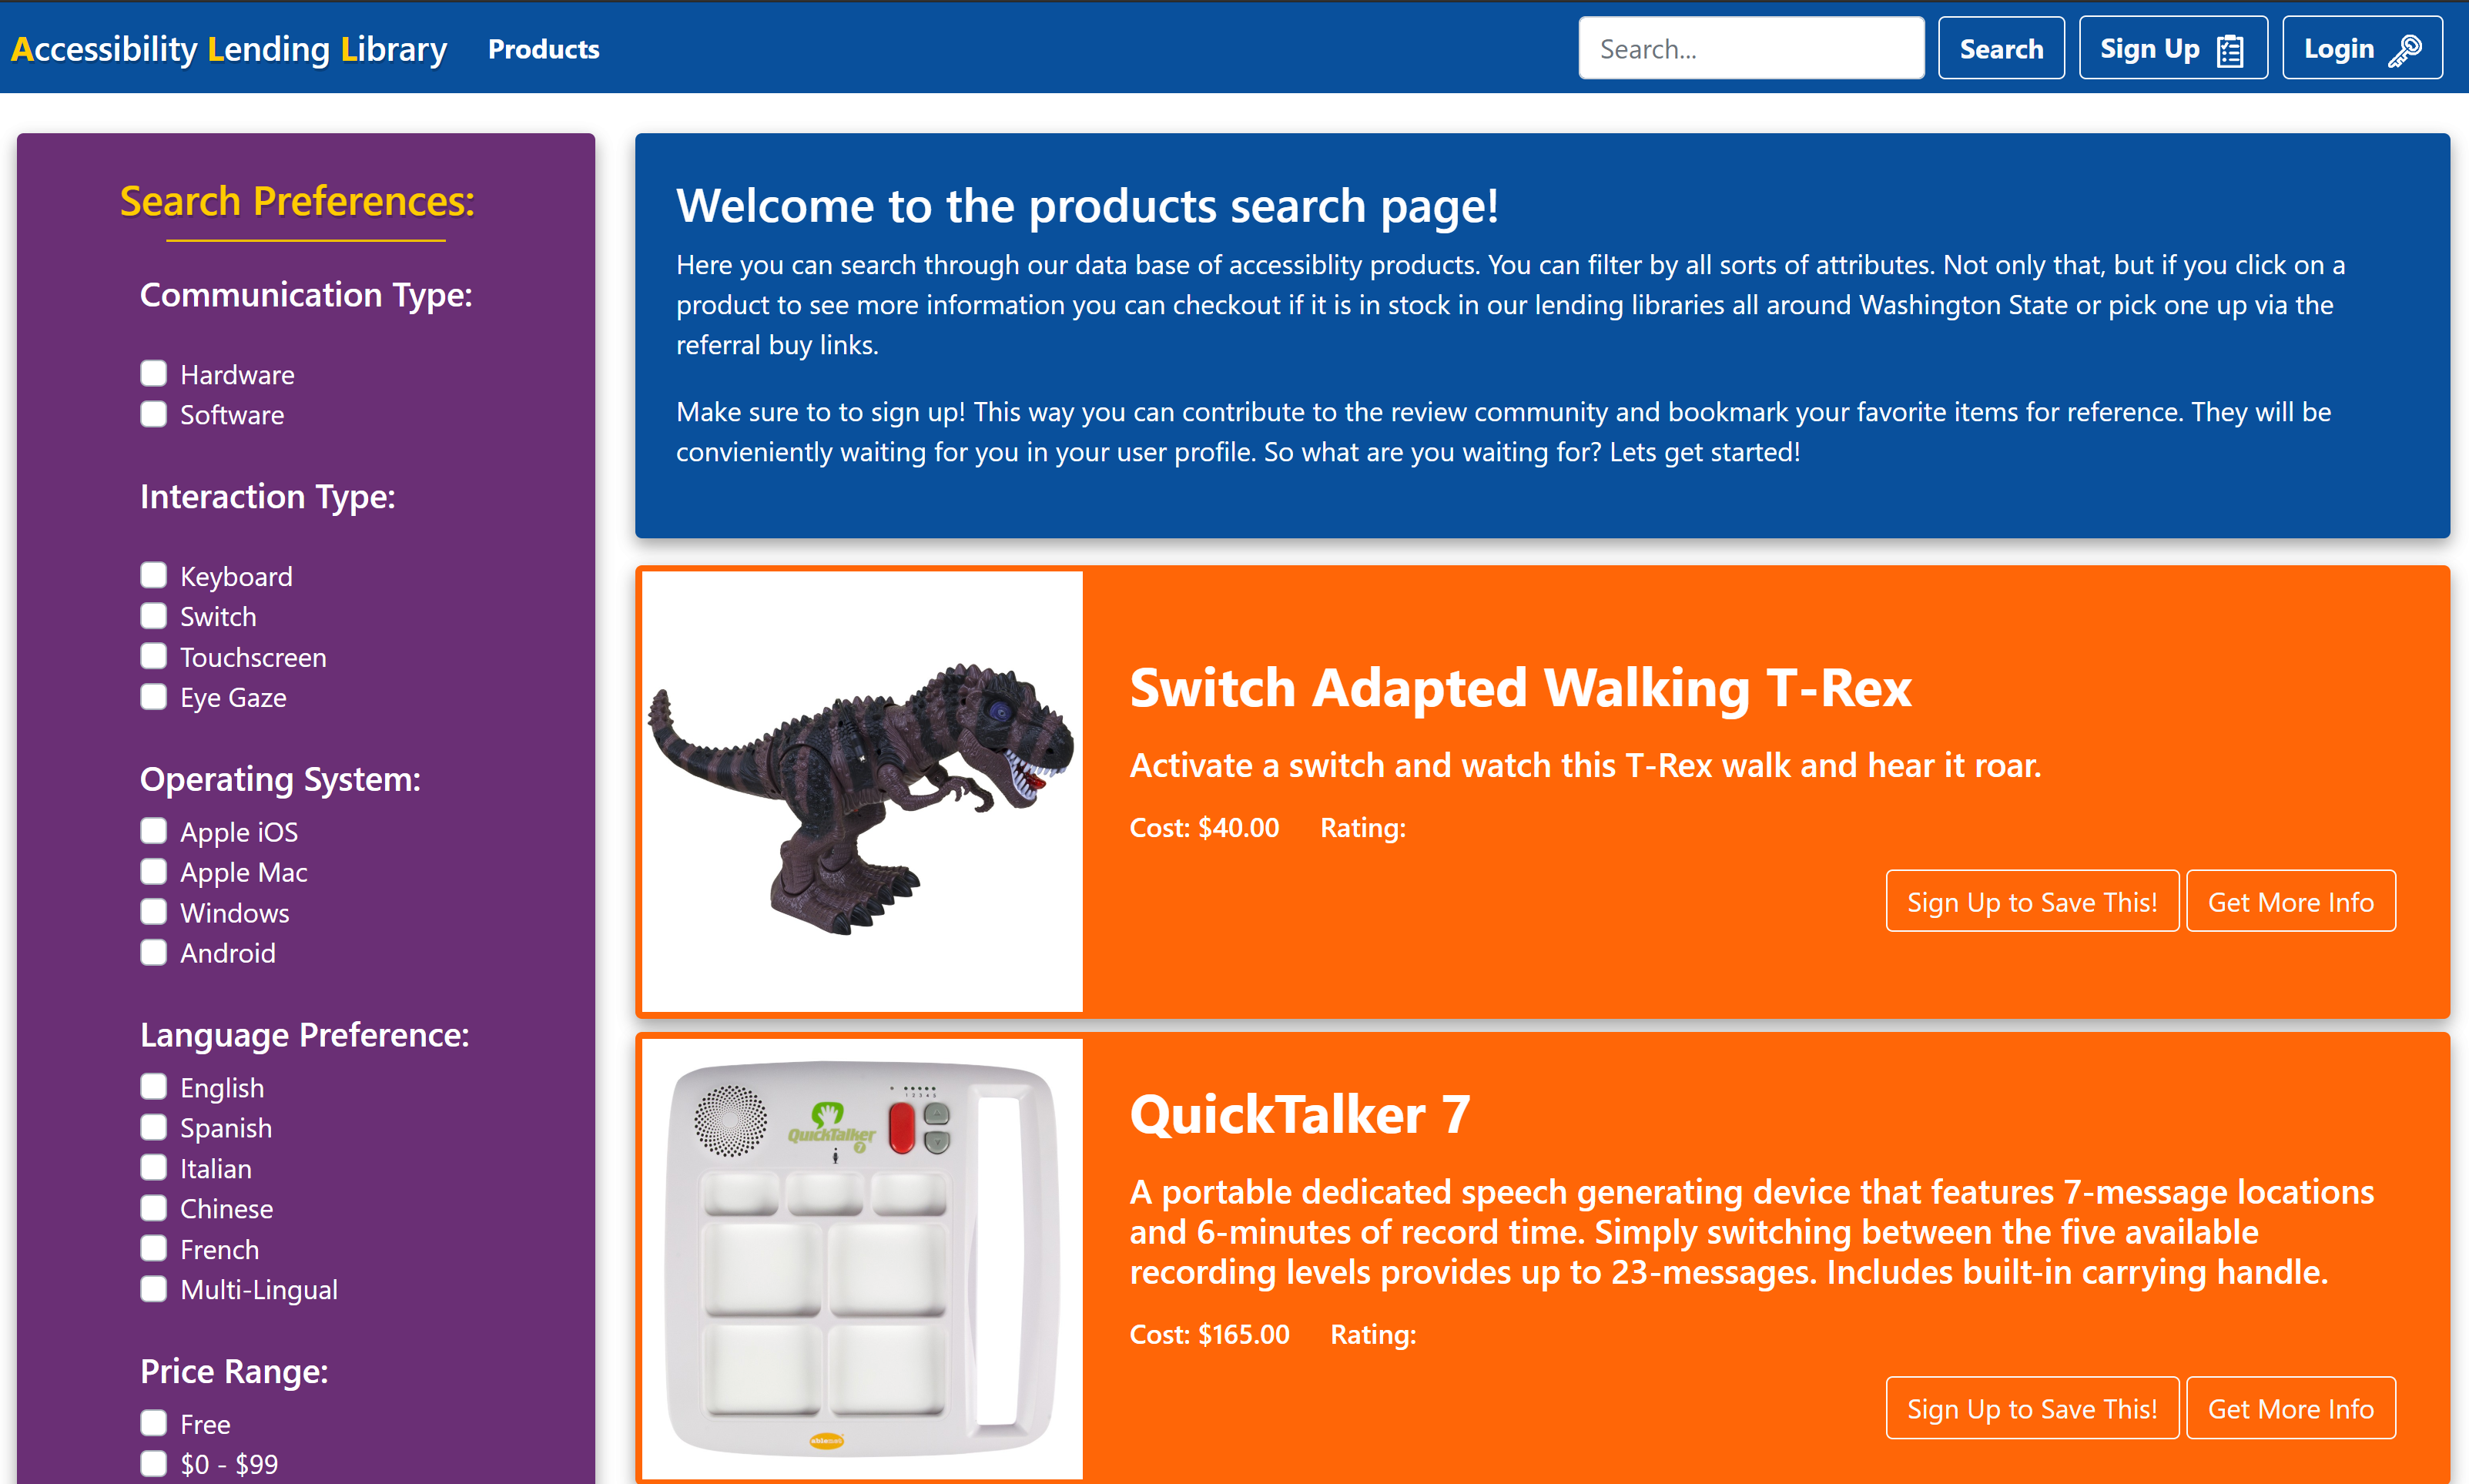 Accessibility Lending Library
Products
Search...
Search
Sign Up
Login
Search Preferences:
Communication Type:
Hardware
Software
Interaction Type:
Keyboard
Switch
Touchscreen
Eye Gaze
Operating System:
Apple iOS
Apple Mac
Windows
Android
Language Preference:
English
Spanish
Italian
Chinese
French
Multi-Lingual
Price Range:
Free
$0 - $99
Welcome to the products search page!
Here you can search through our data base of accessiblity products. You can filter by all sorts of attributes. Not only that, but if you click on a
product to see more information you can checkout if it is in stock in our lending libraries all around Washington State or pick one up via the
referral buy links.
Make sure to to sign up! This way you can contribute to the review community and bookmark your favorite items for reference. They will be
convieniently waiting for you in your user profile. So what are you waiting for? Lets get started!
Switch Adapted Walking T-Rex
Activate a switch and watch this T-Rex walk and hear it roar.
Cost: $40.00 Rating:
Sign Up to Save This!
Get More Info
1 2 3 4 5
QuickTalker
7
ablenet
QuickTalker 7
A portable dedicated speech generating device that features 7-message locations
and 6-minutes of record time. Simply switching between the five available
recording levels provides up to 23-messages. Includes built-in carrying handle.
Cost: $165.00 Rating:
Sign Up to Save This!
Get More Info